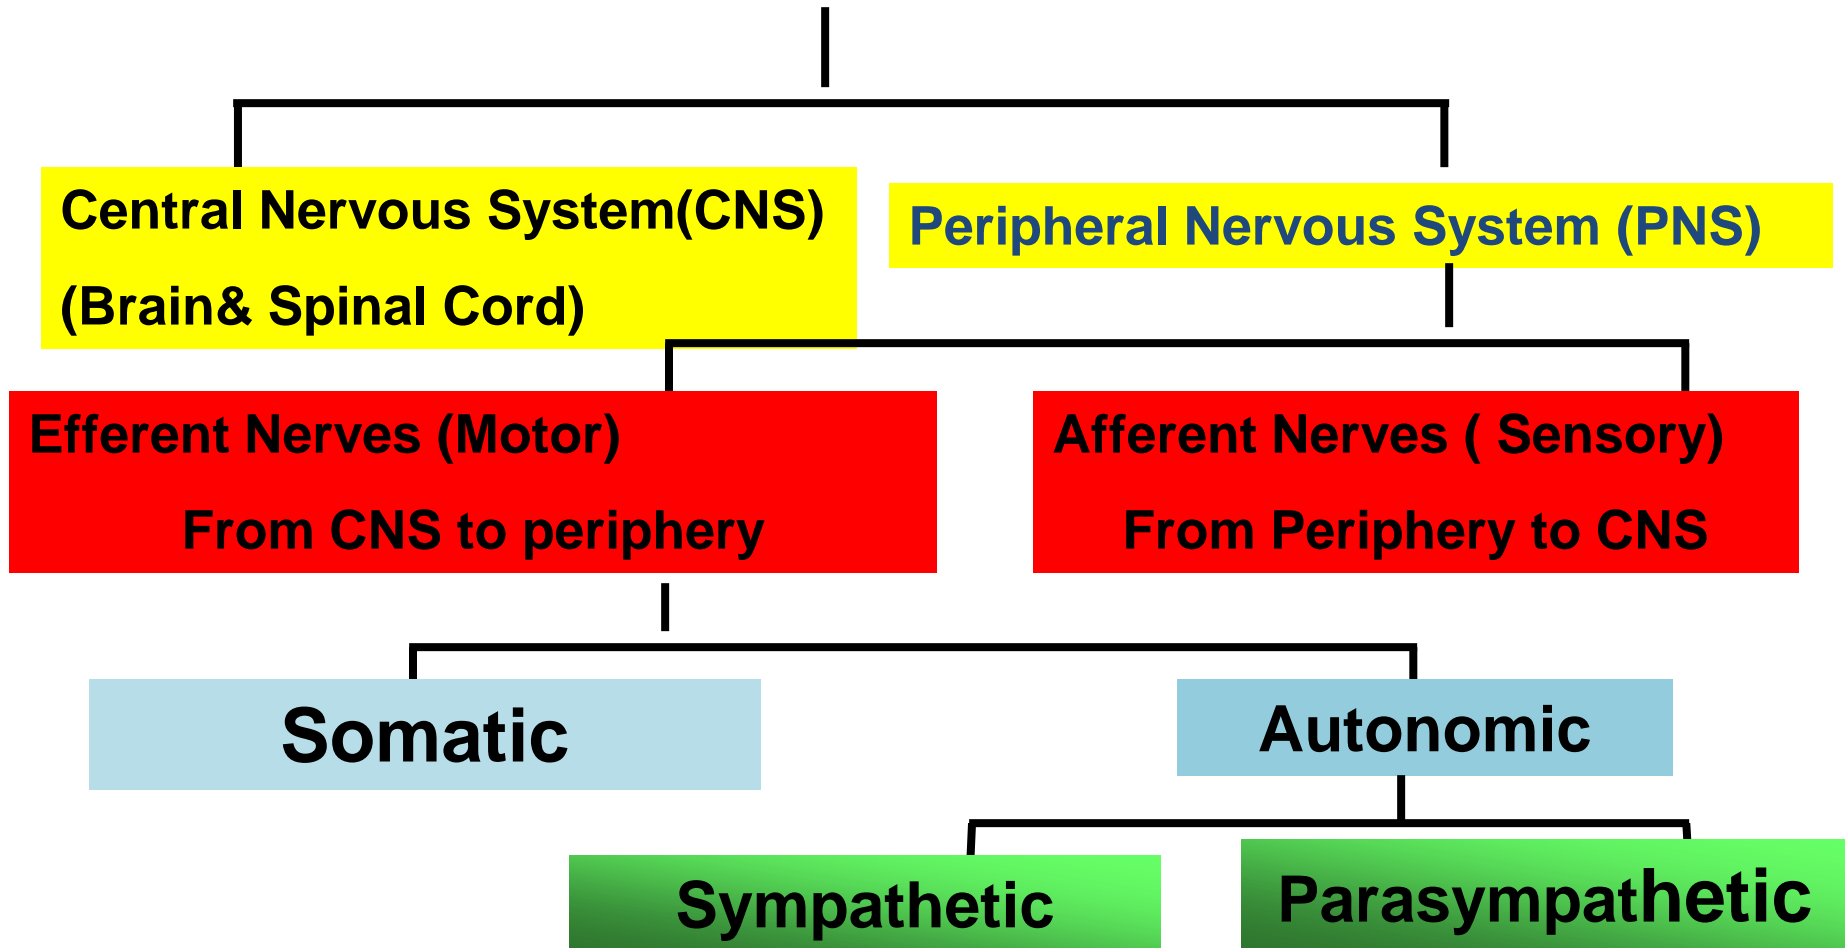 Central Nervous System(CNS)
(Brain& Spinal Cord)
Peripheral Nervous System (PNS)
Efferent Nerves (Motor)
From CNS to periphery
Afferent Nerves ( Sensory)
From Periphery to CNS
Somatic
Autonomic
Sympathetic
Parasympathetic